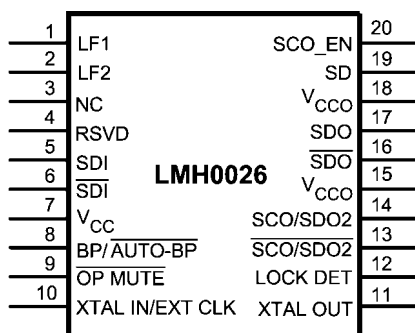 1 LF1 SCO_EN 20
2 LF2 SD 19
3 NC VCCO 18
4 RSVD SDO 17
5 SDI SDO 16
6 SDI VCCO 15
LMH0026
7 VCC SCO/SDO2 14
8 BP/AUTO-BP SCO/SDO2 13
9 OP MUTE LOCK DET 12
10 XTAL IN/EXT CLK XTAL OUT 11